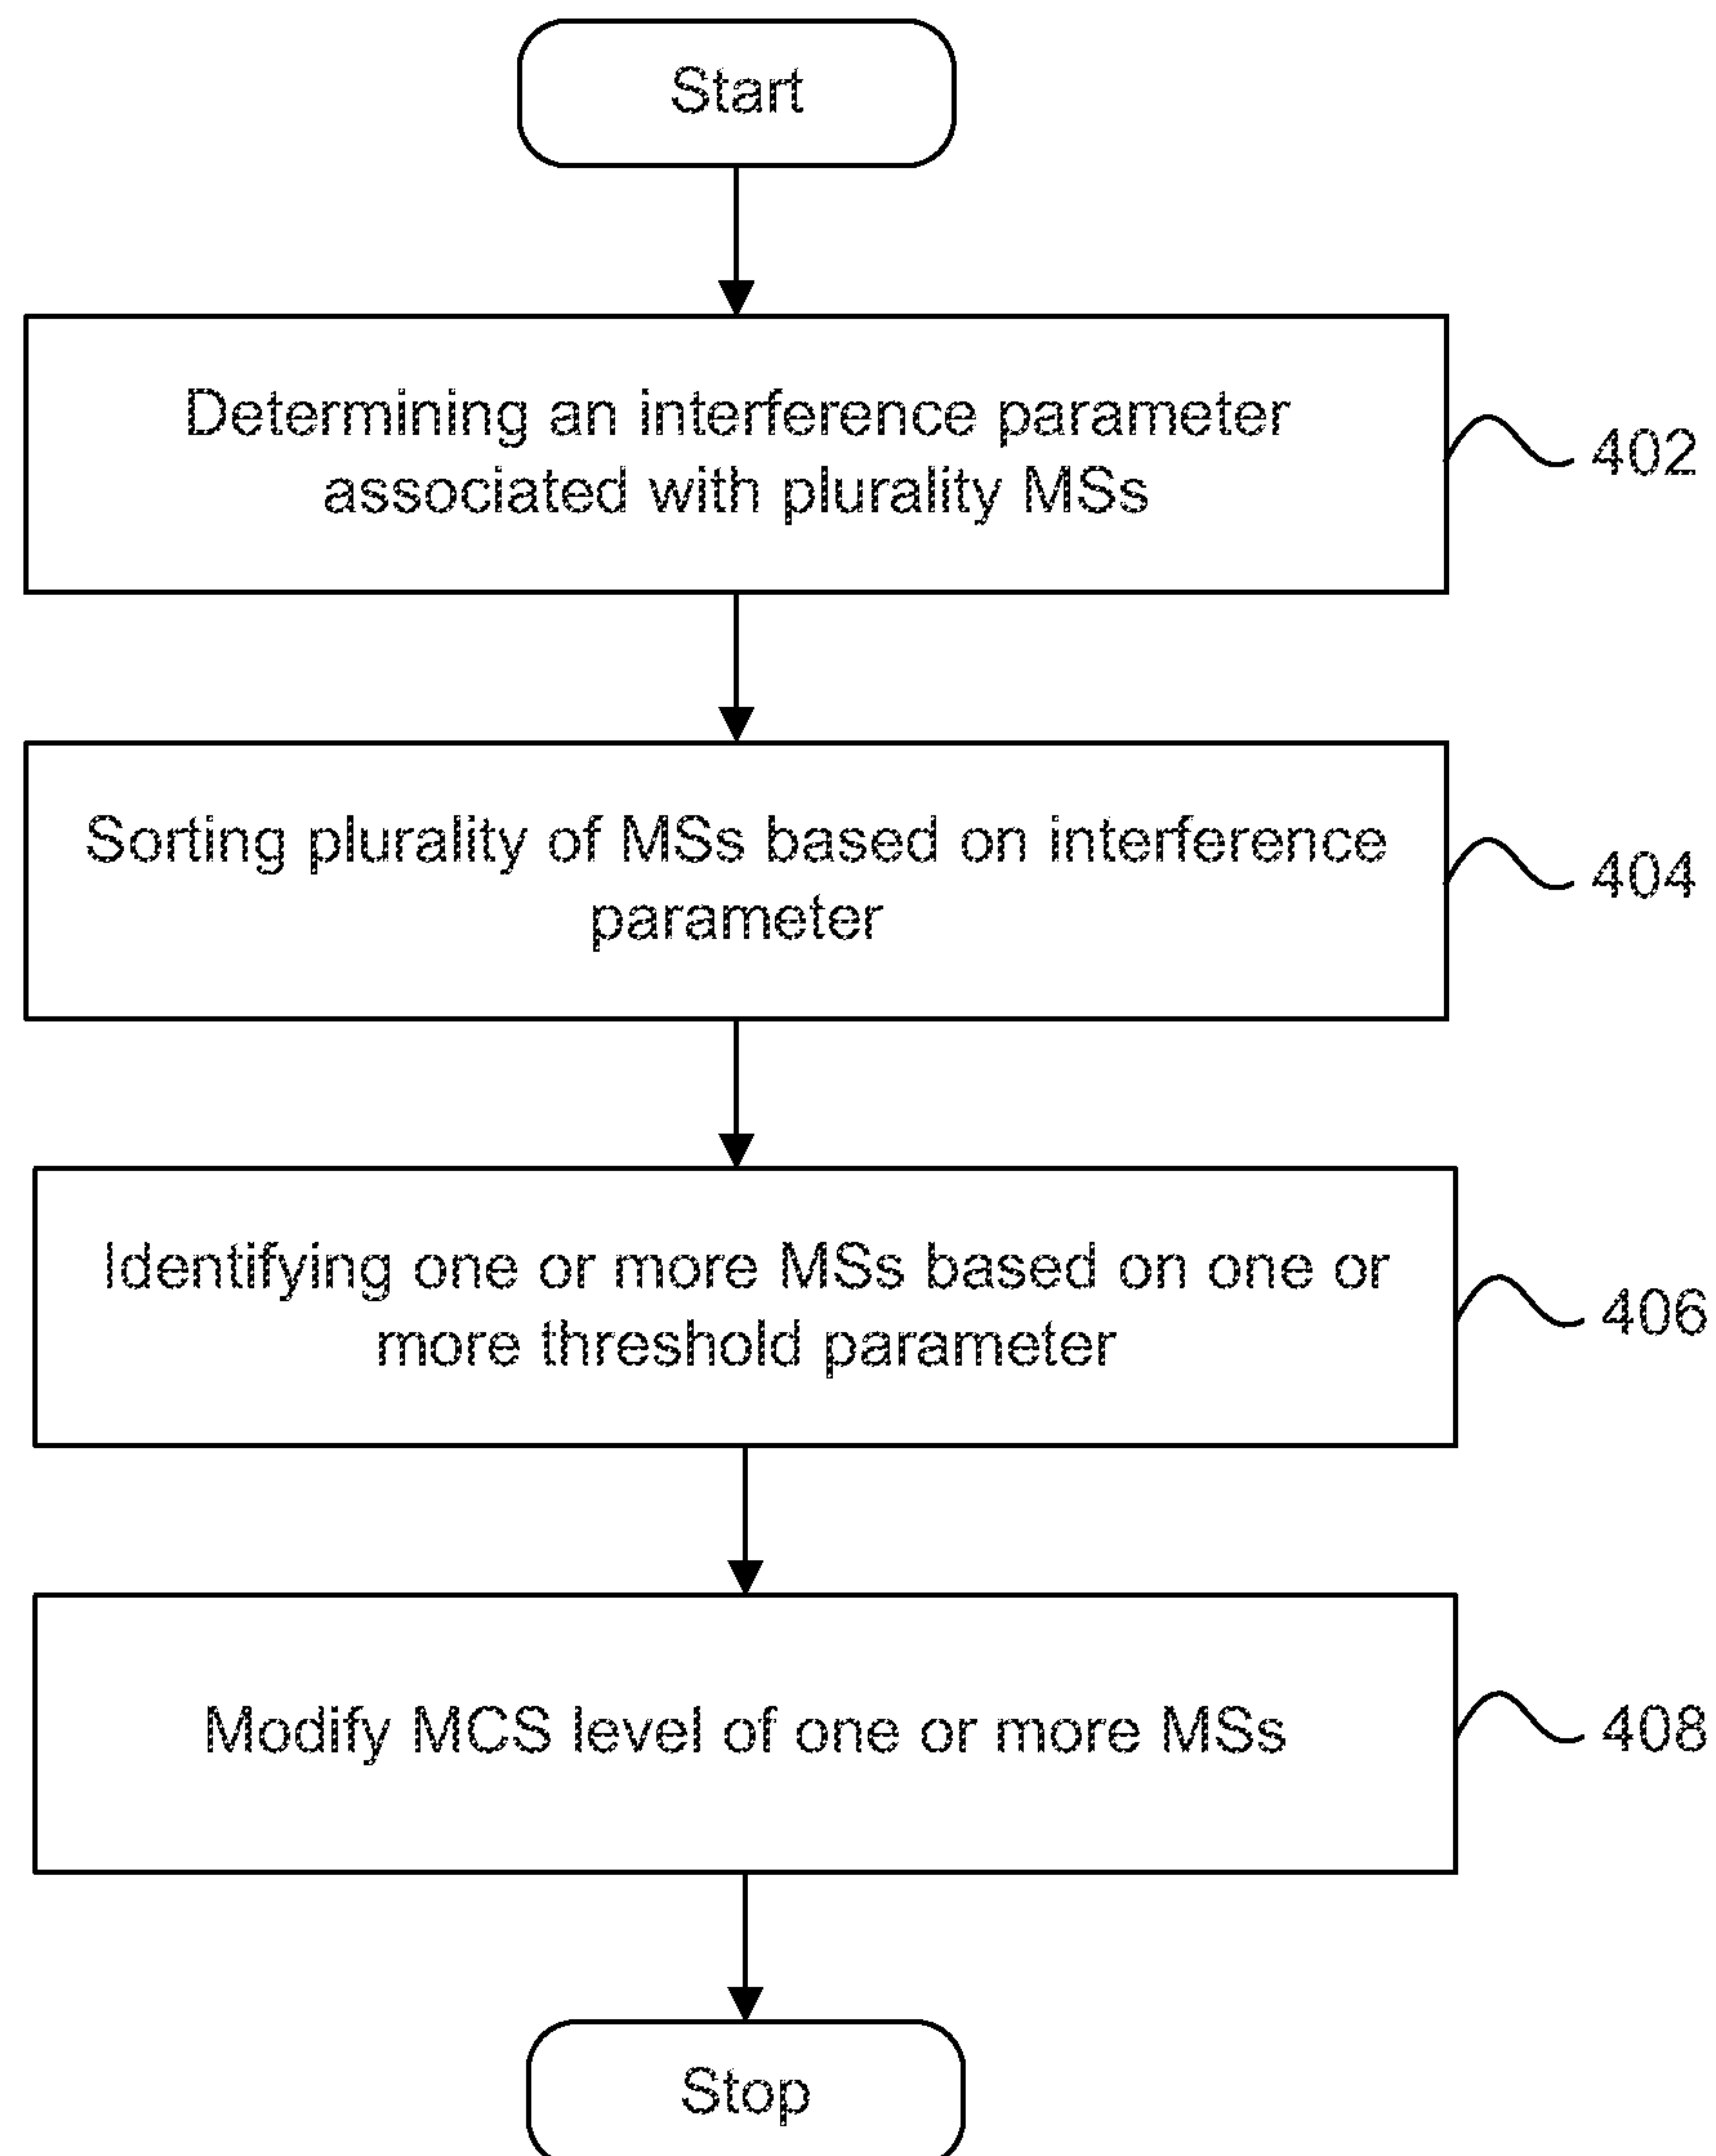 Start
Determining an interference parameter
associated with plurality MSs
402
Sorting plurality of MSs based on interference
parameter
404
Identifying one or more MSs based on one or
more threshold parameter
406
Modify MCS level of one or more MSs
408
Stop